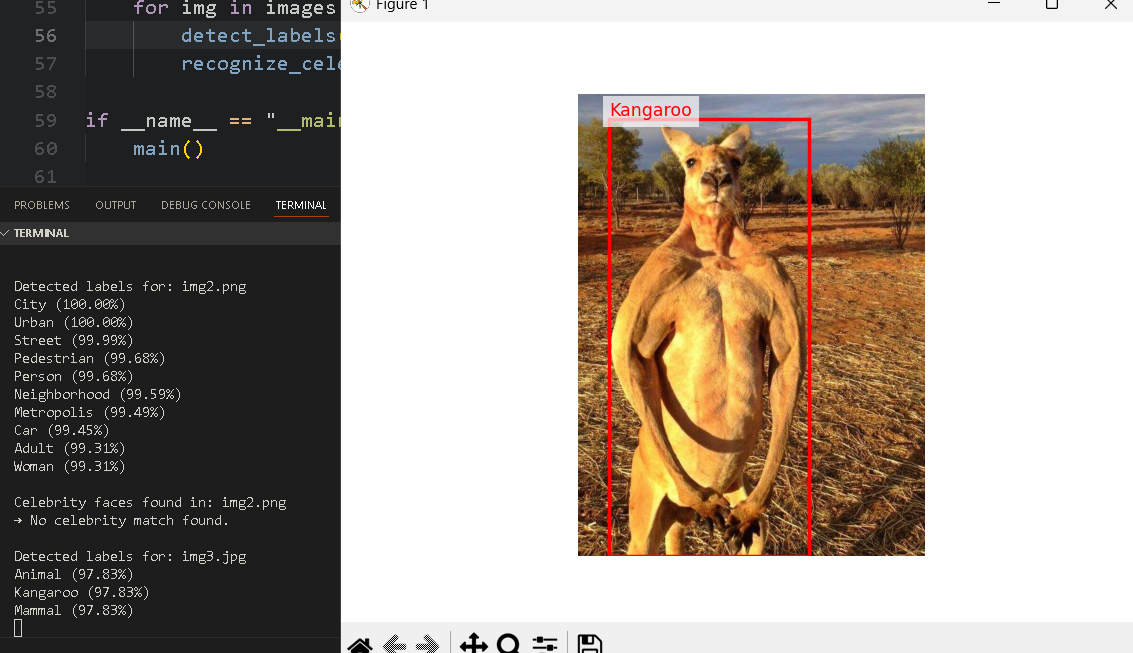 55 for img in images
56 detect_labels
57 recognize_cele
58
59 if __name__ == "__main
60 main()
61
PROBLEMS OUTPUT DEBUG CONSOLE TERMINAL
TERMINAL
Detected labels for: img2.png
City (100.00%)
Urban (100.00%)
Street (99.99%)
Pedestrian (99.68%)
Person (99.68%)
Neighborhood (99.59%)
Metropolis (99.49%)
Car (99.45%)
Adult (99.31%)
Woman (99.31%)
Celebrity faces found in: img2.png
→ No celebrity match found.
Detected labels for: img3.jpg
Animal (97.83%)
Kangaroo (97.83%)
Mammal (97.83%)
Figure 1
Kangaroo